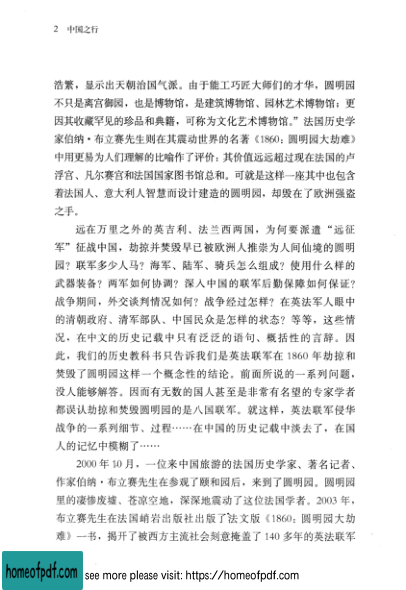 2 中国之行
浩繁，显示出天朝治国气派。由于能工巧匠大师们的才华，圆明园
不只是离宫御园，也是博物馆，是建筑博物馆、园林艺术博物馆；更
因其收藏罕见的珍品和典籍，可称为文化艺术博物馆。”法国历史学
家伯纳·布立赛先生则在其震动世界的名著《1860：圆明园大劫难》
中用更易为人们理解的比喻作了评价：其价值远远超过现在法国的卢
浮宫、凡尔赛宫和法国国家图书馆总和。可就是这样一座其中也包含
着法国人、意大利人智慧而设计建造的圆明园，却毁在了欧洲强盗
之手。
远在万里之外的英吉利、法兰西两国，为何要派遣“远征
军”征战中国，劫掠并焚毁早已被欧洲人推崇为人间仙境的圆明
园？联军多少人马？海军、陆军、骑兵怎么组成？使用什么样的
武器装备？两军如何协调？深入中国的联军后勤保障如何保证？
战争期间，外交谈判情况如何？战争经过怎样？在英法军人眼中
的清朝政府、清军部队、中国民众是怎样的状态？等等，这些情
况，在中文的历史记载中只有泛泛的语句、概括性的言辞。因
此，我们的历史教科书只告诉我们是英法联军在 1860 年劫掠和
焚毁了圆明园这样一个概念性的结论。前面所说的一系列问题，
没人能够解答。因而有无数的国人甚至是非常有名望的专家学者
都误认劫掠和焚毁圆明园的是八国联军。就这样，英法联军侵华
战争的一系列细节、过程……在中国的历史记载中淡去了，在国
人的记忆中模糊了……
2000 年 10 月，一位来中国旅游的法国历史学家、著名记者、
作家伯纳·布立赛先生在参观了颐和园后，来到了圆明园。圆明园
里的凄惨废墟、苍凉空地，深深地震动了这位法国学者。2003 年，
布立赛先生在法国峭岩出版社出版了法文版《1860：圆明园大劫
难》一书，揭开了被西方主流社会刻意掩盖了 140 多年的英法联军
homeofpdf.com
see more please visit: https://homeofpdf.com